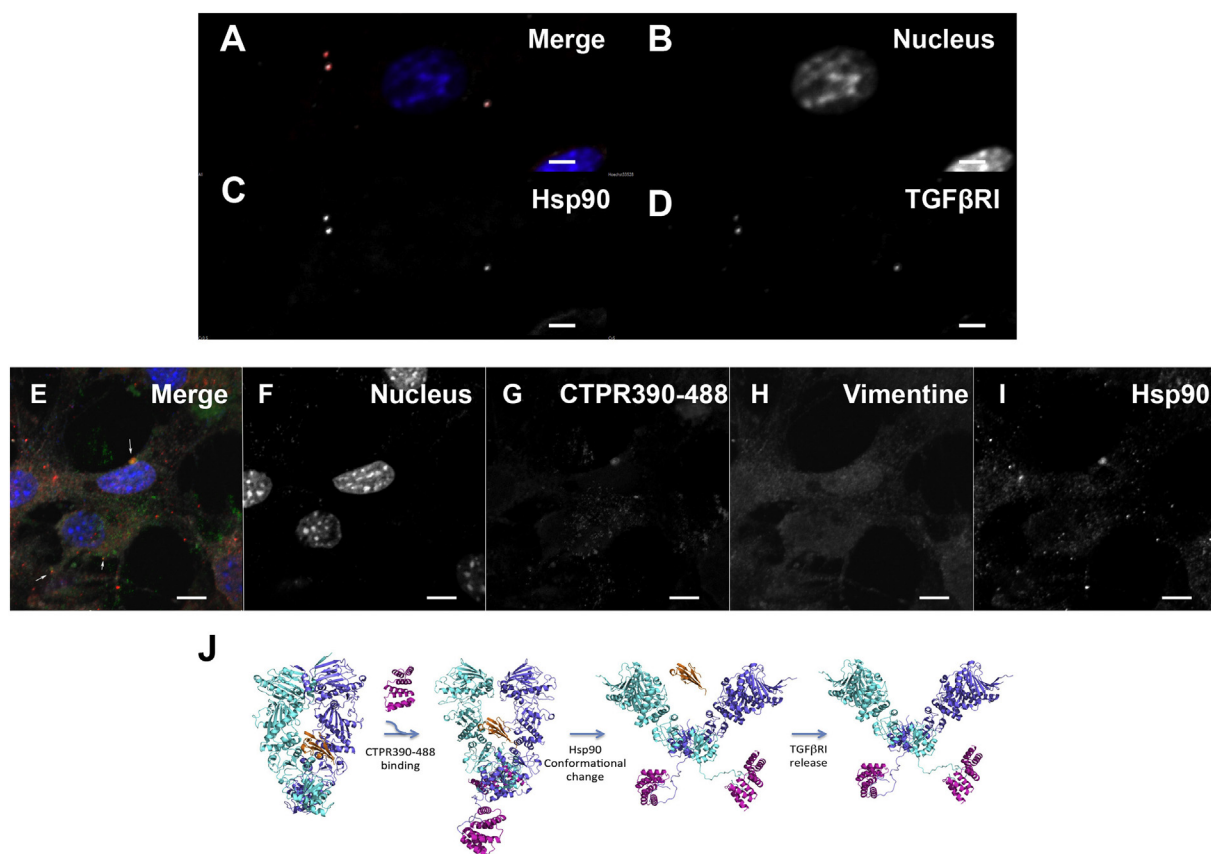 A Merge
B Nucleus
C Hsp90
D TGFβRI
E Merge
F Nucleus
G CTPR390-488
H Vimentine
I Hsp90
J
CTPR390-488
binding
Hsp90
Conformational
change
TGFβRI
release